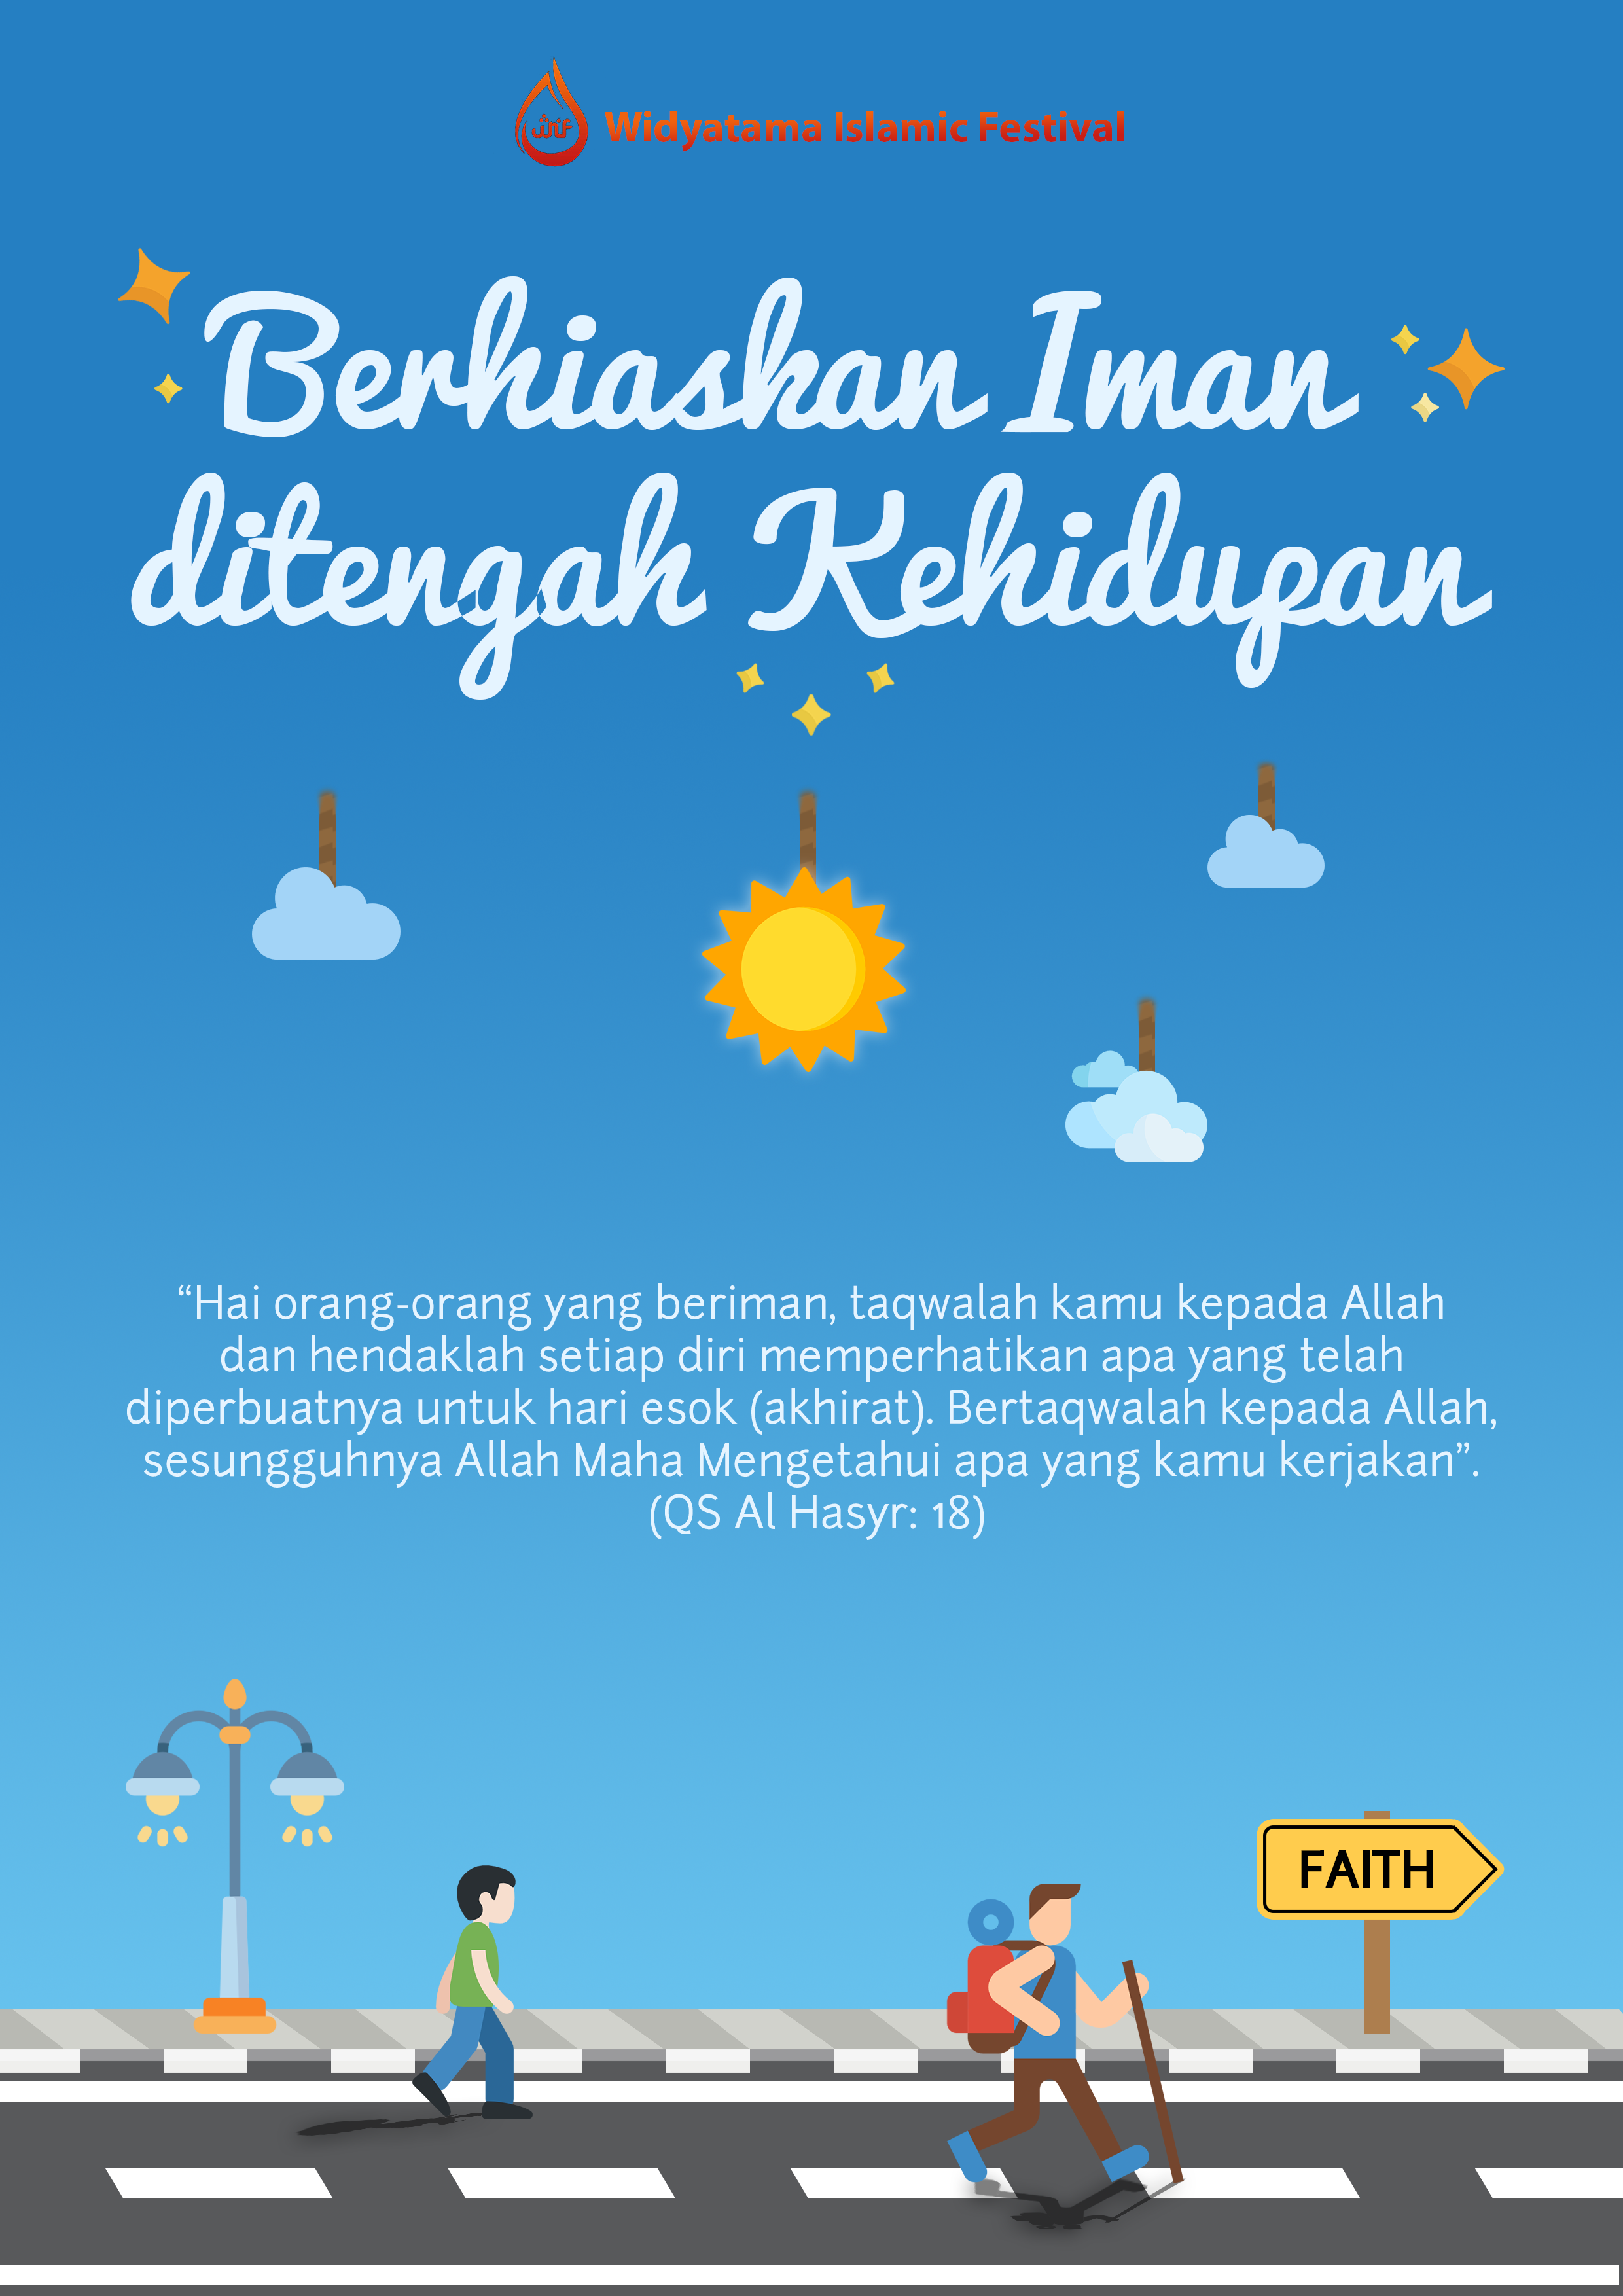 wif
Widyatama Islamic Festival
Berhiaskan Iman
ditengah Kehidupan
“Hai orang-orang yang beriman, taqwalah kamu kepada Allah
dan hendaklah setiap diri memperhatikan apa yang telah
diperbuatnya untuk hari esok (akhirat). Bertaqwalah kepada Allah,
sesungguhnya Allah Maha Mengetahui apa yang kamu kerjakan”.
(QS Al Hasyr: 18)
FAITH